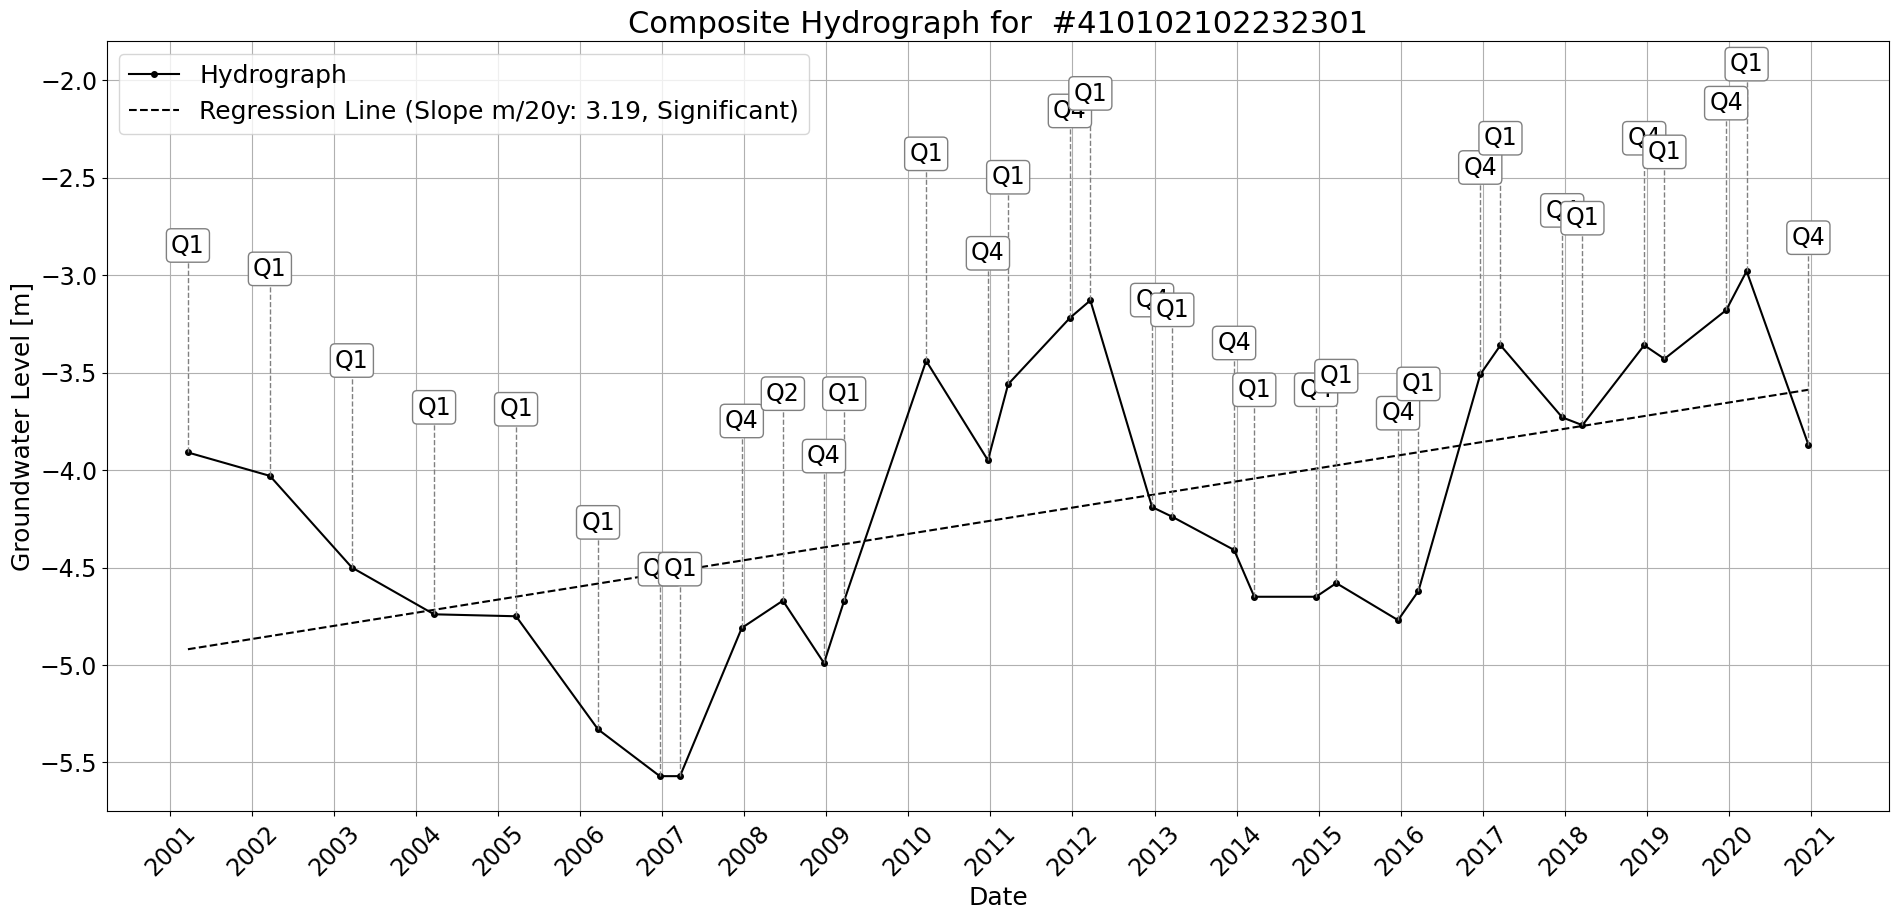 Composite Hydrograph for #410102102232301
Hydrograph
Regression Line (Slope m/20y: 3.19, Significant)
Groundwater Level [m]
−2.0
−2.5
−3.0
−3.5
−4.0
−4.5
−5.0
−5.5
Q1
Q1
Q1
Q1
Q1
Q1
Q1
Q4
Q2
Q4
Q1
Q1
Q4
Q1
Q4
Q1
Q4
Q1
Q4
Q1
Q4
Q1
Q4
Q1
Q4
Q1
Q1
Q4
Q1
Q4
Q1
Q4
2001
2002
2003
2004
2005
2006
2007
2008
2009
2010
2011
2012
2013
2014
2015
2016
2017
2018
2019
2020
2021
Date